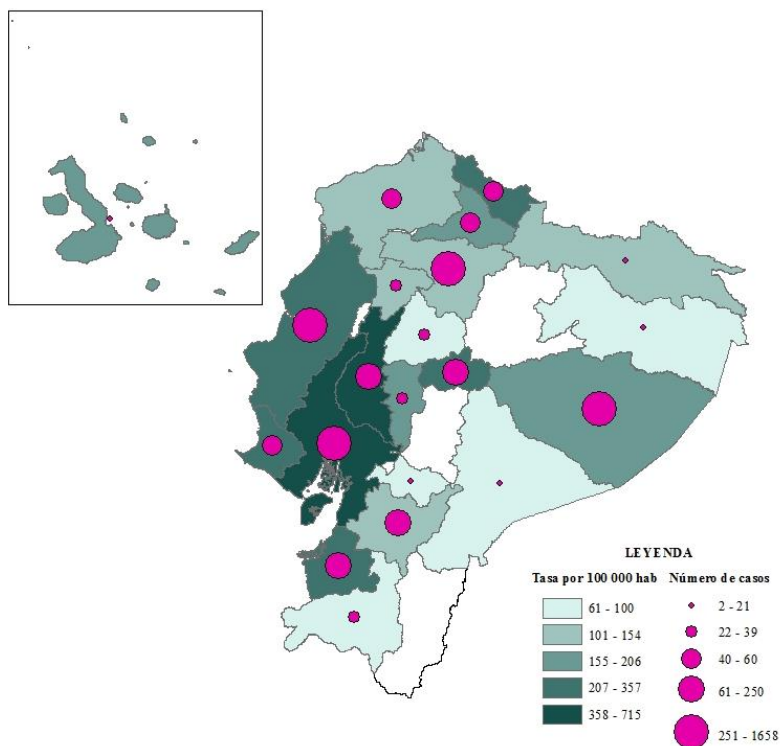 LEYENDA
Tasa por 100 000 hab
61 - 100
101 - 154
155 - 206
207 - 357
358 - 715
Número de casos
2 - 21
22 - 39
40 - 60
61 - 250
251 - 1658